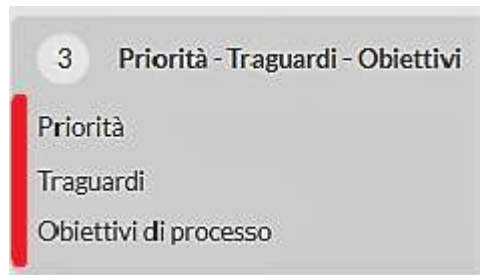 3 Priorità - Traguardi - Obiettivi
Priorità
Traguardi
Obiettivi di processo